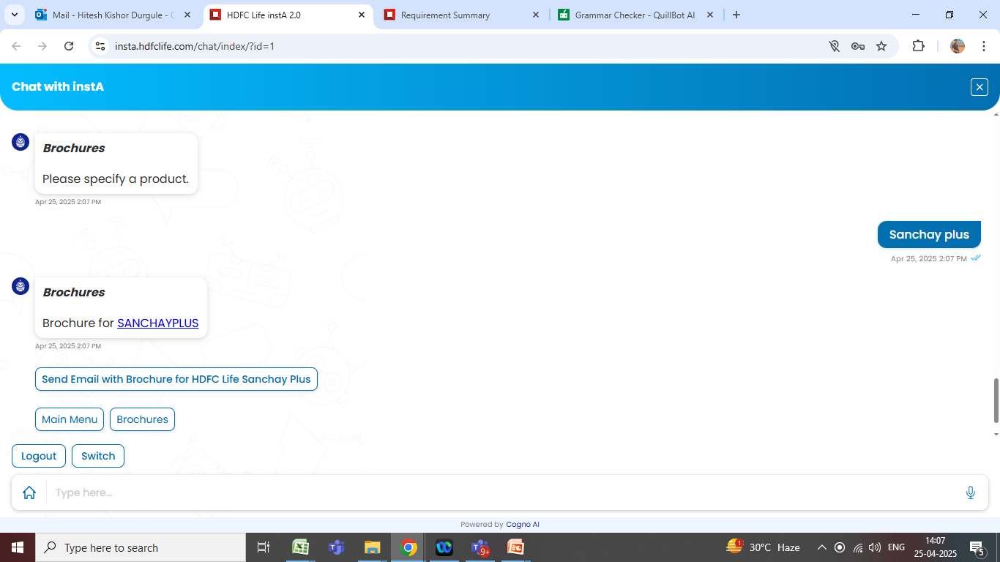 Mail - Hitesh Kishor Durgule - 
HDFC Life instA 2.0
Requirement Summary
Grammar Checker - QuillBot AI
insta.hdfclife.com/chat/index/?id=1
Chat with instA
Brochures
Please specify a product.
Apr 25, 2025 2:07 PM
Sanchay plus
Apr 25, 2025 2:07 PM
Brochures
Brochure for SANCHAYPLUS
Apr 25, 2025 2:07 PM
Send Email with Brochure for HDFC Life Sanchay Plus
Main Menu Brochures
Logout Switch
Type here...
Powered by Cogno AI
Type here to search
9+
1
30°C Haze
ENG
14:07
25-04-2025
5